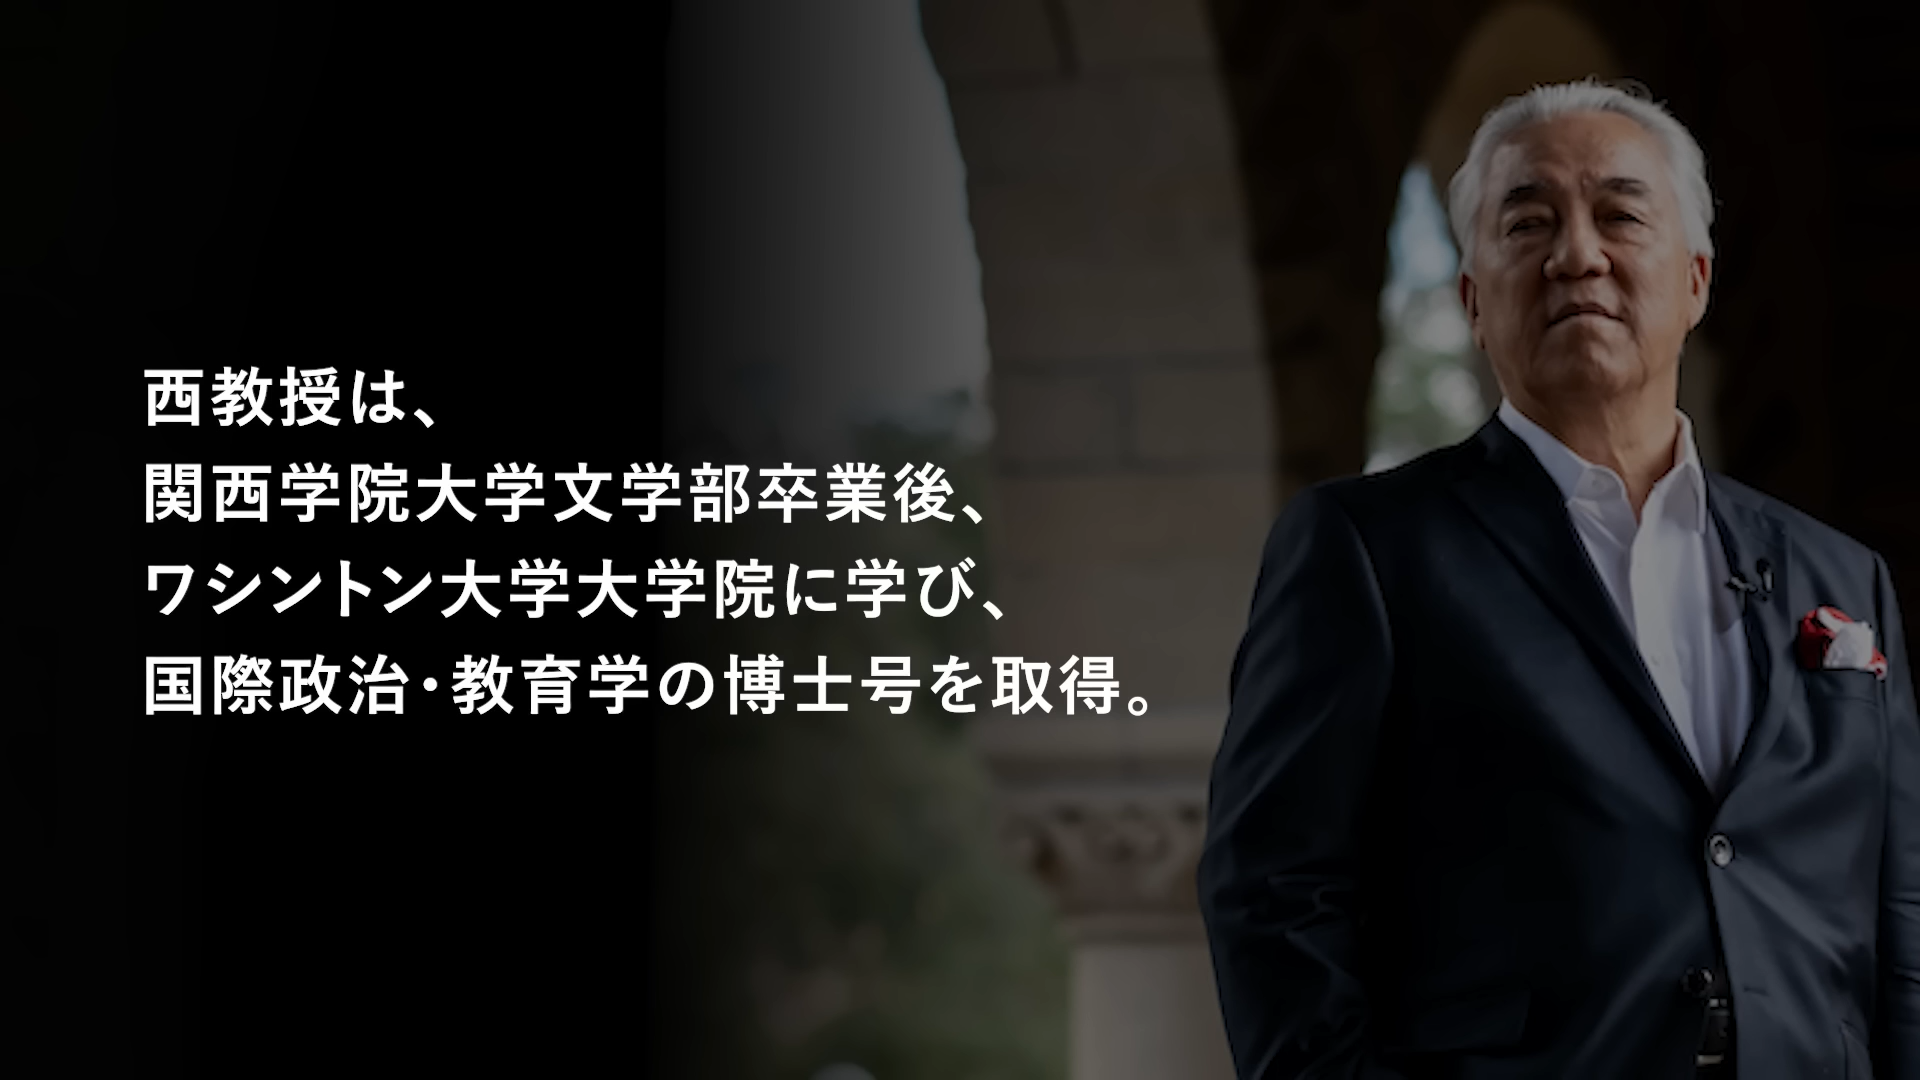 西教授は、
関西学院大学文学部卒業後、
ワシントン大学大学院に学び、
国際政治・教育学の博士号を取得。